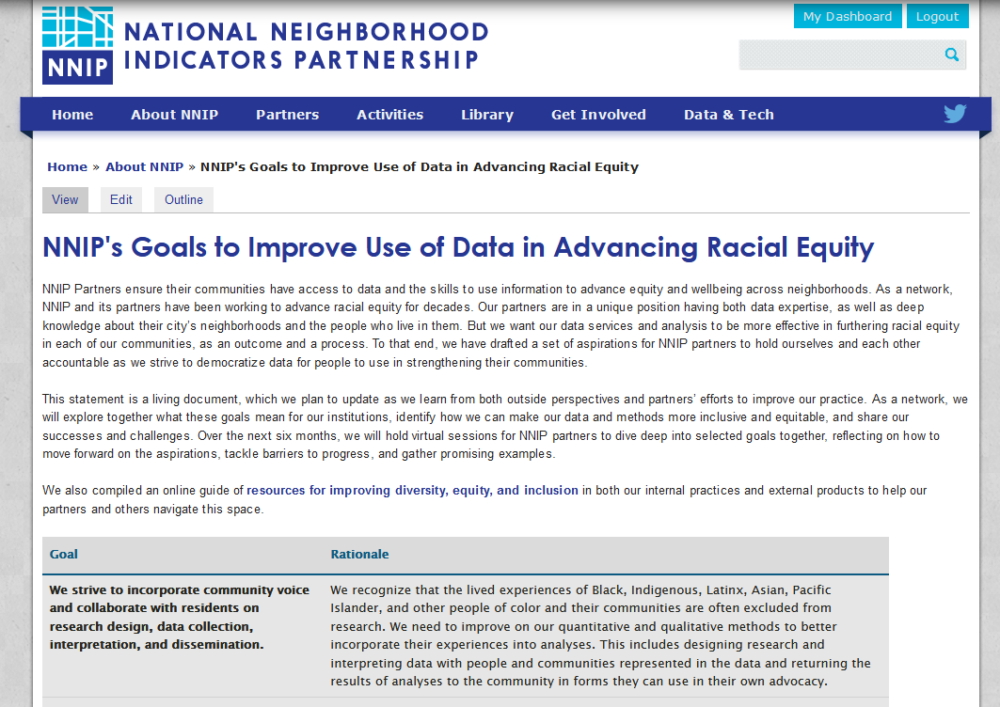 My Dashboard Logout
NATIONAL NEIGHBORHOOD
INDICATORS PARTNERSHIP
NNIP
Home About NNIP Partners Activities Library Get Involved Data & Tech
Home » About NNIP » NNIP's Goals to Improve Use of Data in Advancing Racial Equity
View Edit Outline
NNIP's Goals to Improve Use of Data in Advancing Racial Equity
NNIP Partners ensure their communities have access to data and the skills to use information to advance equity and wellbeing across neighborhoods. As a network,
NNIP and its partners have been working to advance racial equity for decades. Our partners are in a unique position having both data expertise, as well as deep
knowledge about their city’s neighborhoods and the people who live in them. But we want our data services and analysis to be more effective in furthering racial equity
in each of our communities, as an outcome and a process. To that end, we have drafted a set of aspirations for NNIP partners to hold ourselves and each other
accountable as we strive to democratize data for people to use in strengthening their communities.
This statement is a living document, which we plan to update as we learn from both outside perspectives and partners’ efforts to improve our practice. As a network, we
will explore together what these goals mean for our institutions, identify how we can make our data and methods more inclusive and equitable, and share our
successes and challenges. Over the next six months, we will hold virtual sessions for NNIP partners to dive deep into selected goals together, reflecting on how to
move forward on the aspirations, tackle barriers to progress, and gather promising examples.
We also compiled an online guide of resources for improving diversity, equity, and inclusion in both our internal practices and external products to help our
partners and others navigate this space.
Goal Rationale
We strive to incorporate community voice
and collaborate with residents on
research design, data collection,
interpretation, and dissemination.
We recognize that the lived experiences of Black, Indigenous, Latinx, Asian, Pacific
Islander, and other people of color and their communities are often excluded from
research. We need to improve on our quantitative and qualitative methods to better
incorporate their experiences into analyses. This includes designing research and
interpreting data with people and communities represented in the data and returning the
results of analyses to the community in forms they can use in their own advocacy.